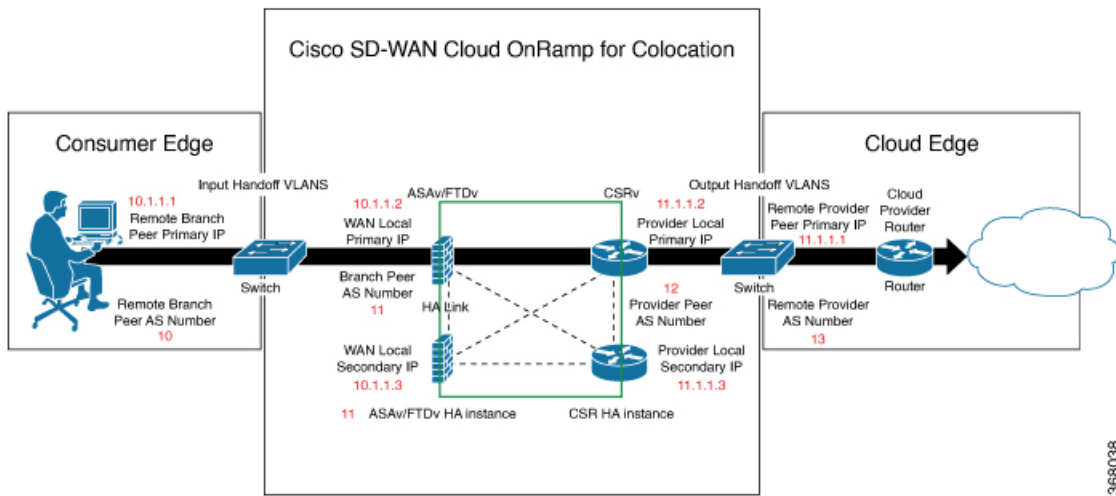 Cisco SD-WAN Cloud OnRamp for Colocation
Consumer Edge
Cloud Edge
Input Handoff VLANS
ASAv/FTDv
CSRv
Output Handoff VLANS
10.1.1.1
Remote Branch
Peer Primary IP
10.1.1.2
WAN Local
Primary IP
11.1.1.2
Provider Local
Primary IP
Remote Provider
Peer Primary IP
11.1.1.1
Cloud
Provider
Router
Switch
Branch Peer
AS Number
11
HA Link
12
Provider Peer
AS Number
Switch
Router
Remote Branch
Peer AS Number
10
Remote Provider
AS Number
13
WAN Local
Secondary IP
10.1.1.3
Provider Local
Secondary IP
11.1.1.3
11
ASAv/FTDv HA instance
CSR HA instance
368038